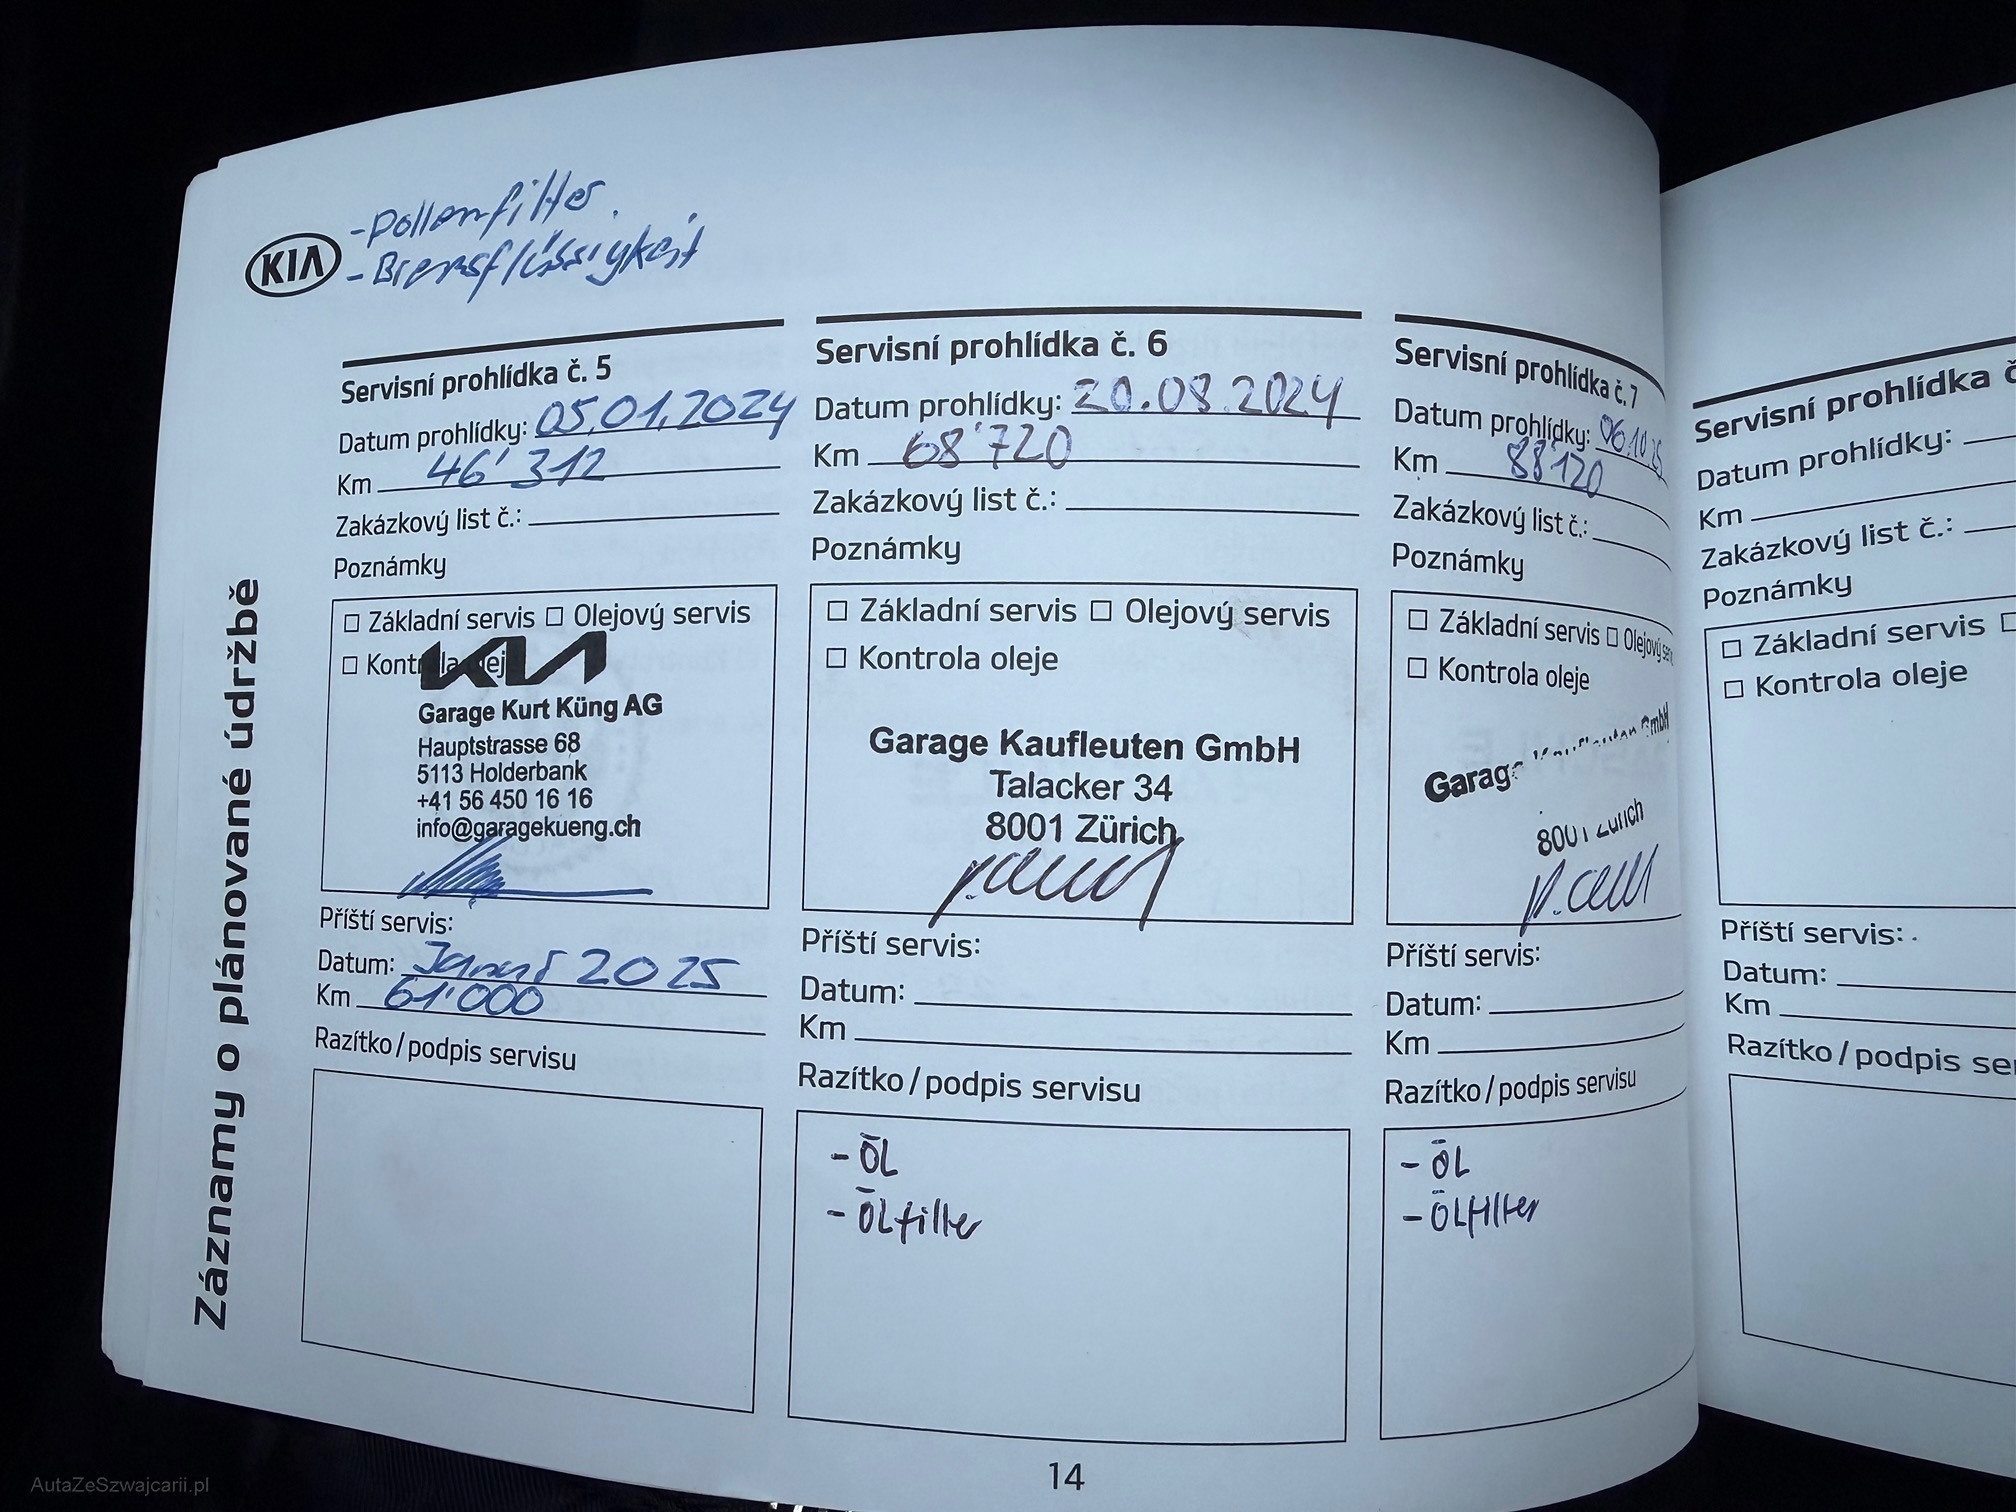 -Pollenfilter
-Bremsflüssigkeit
KIA
Záznamy o plánované údržbě
Servisní prohlídka č. 5
Datum prohlídky: 05.01.2024
Km 46'312
Zakázkový list č.:
Poznámky
Základní servis Olejový servis
Kontrola oleje
KIA
Garage Kurt Küng AG
Hauptstrasse 68
5113 Holderbank
+41 56 450 16 16
info@garagekueng.ch
Příští servis:
Datum: Januar 2025
Km 61'000
Razítko/podpis servisu
Servisní prohlídka č. 6
Datum prohlídky: 20.08.2024
Km 68'720
Zakázkový list č.:
Poznámky
Základní servis Olejový servis
Kontrola oleje
Garage Kaufleuten GmbH
Talacker 34
8001 Zürich
Příští servis:
Datum:
Km
Razítko/podpis servisu
- ÖL
- ÖLfilter
Servisní prohlídka č. 7
Datum prohlídky: 06.10.25
Km 88'120
Zakázkový list č.:
Poznámky
Základní servis Olejový
Kontrola oleje
Garage Kaufleuten GmbH
8001 Zürich
Příští servis:
Datum:
Km
Razítko/podpis servisu
- ÖL
- ÖLfilter
Servisní prohlídka
Datum prohlídky:
Km
Zakázkový list č.:
Poznámky
Základní servis
Kontrola oleje
Příští servis:
Datum:
Km
Razítko/podpis
14
AutaZeSzwajcarii.pl